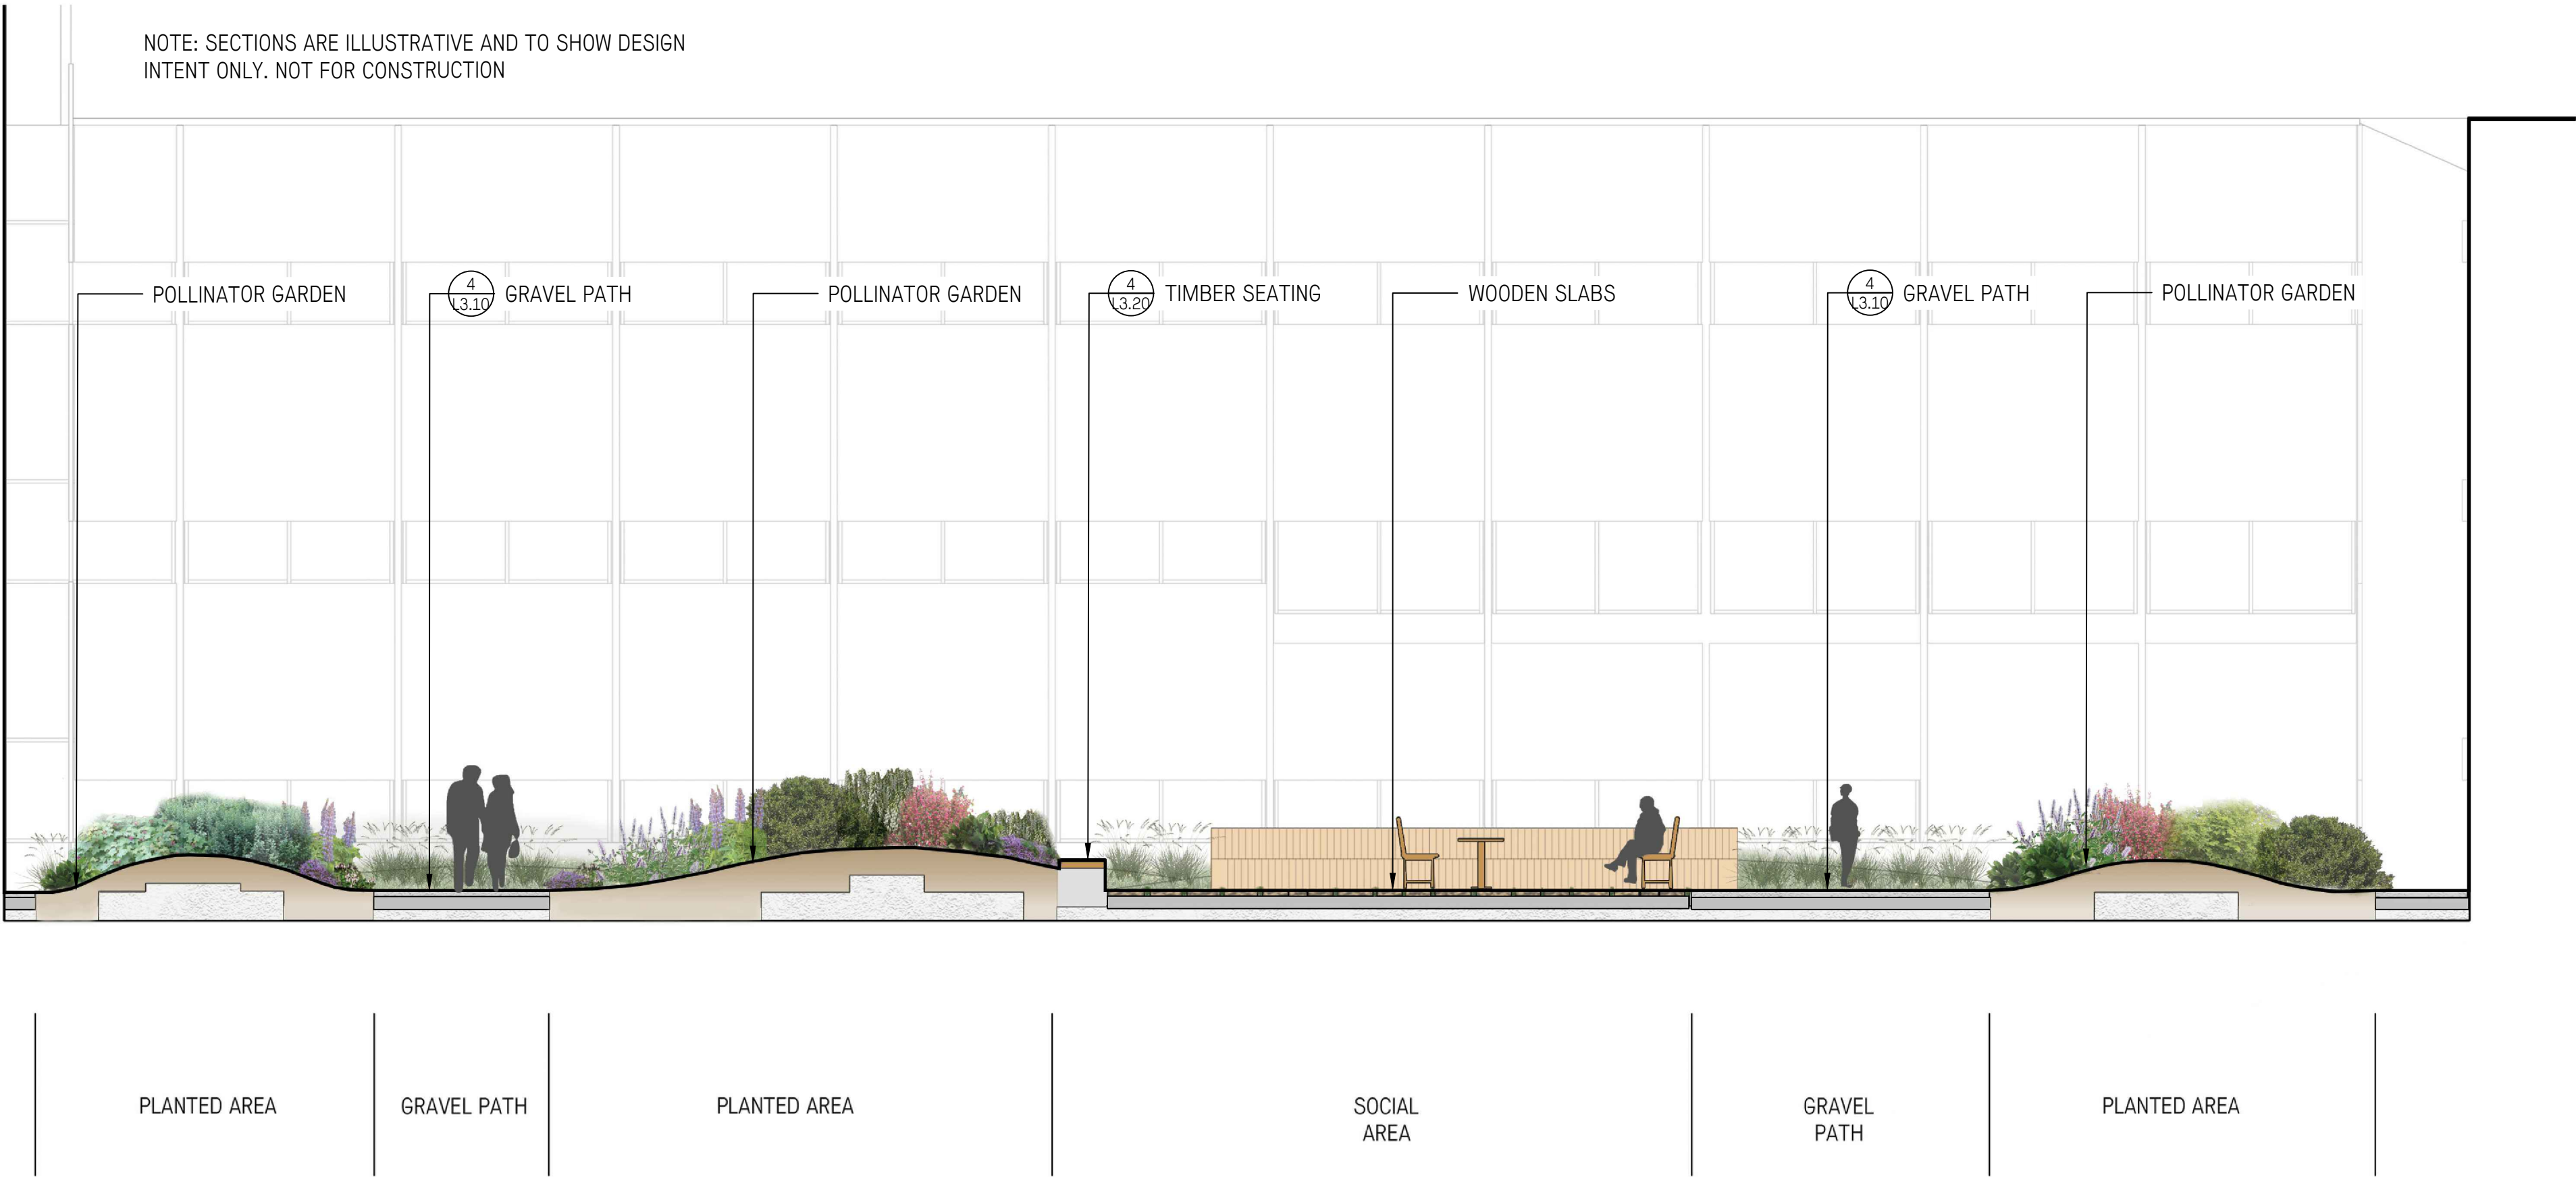 NOTE: SECTIONS ARE ILLUSTRATIVE AND TO SHOW DESIGN
INTENT ONLY. NOT FOR CONSTRUCTION
POLLINATOR GARDEN
4
L3.10
GRAVEL PATH
POLLINATOR GARDEN
4
L3.20
TIMBER SEATING
WOODEN SLABS
4
L3.10
GRAVEL PATH
POLLINATOR GARDEN
PLANTED AREA
GRAVEL PATH
PLANTED AREA
SOCIAL
AREA
GRAVEL
PATH
PLANTED AREA